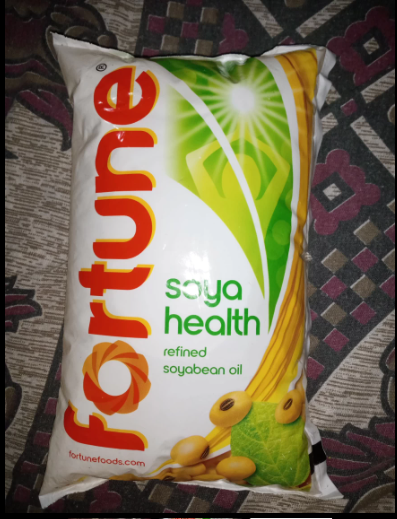 fortune®
soya
health
refined
soyabean oil
fortunefoods.com